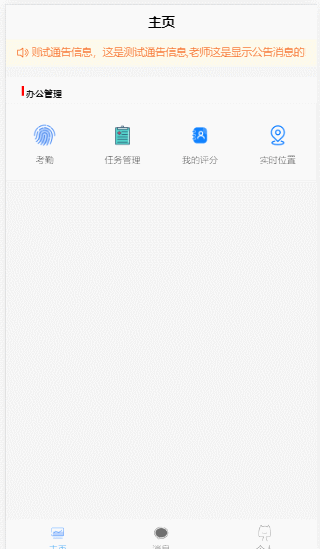 主页
测试通告信息，这是测试通告信息,老师这是显示公告消息的
办公管理
考勤 任务管理 我的评分 实时位置
主页 消息 个人